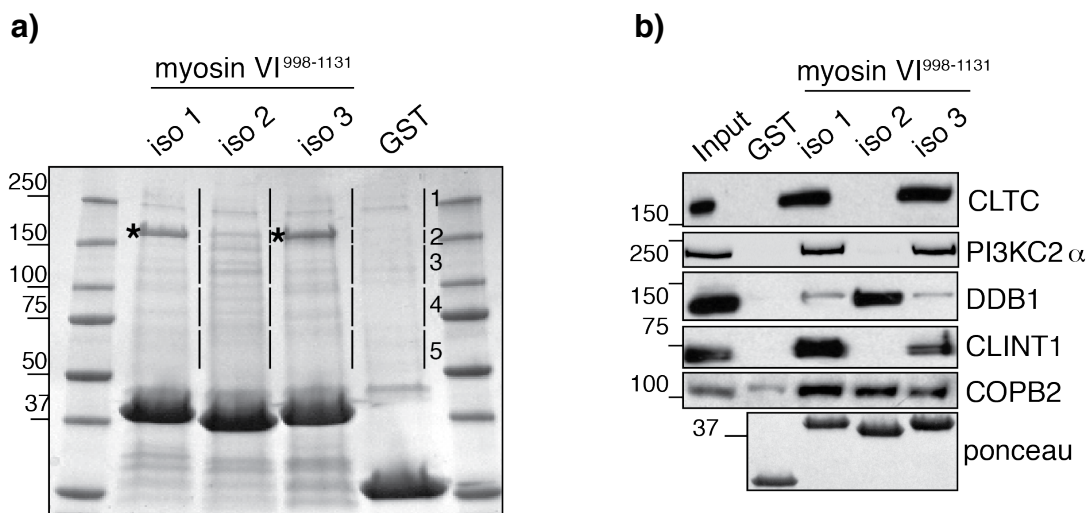 a)
myosin VI998-1131
iso 1 iso 2 iso 3 GST
250
150
100
75
50
37
* *
1
2
3
4
5
b)
myosin VI998-1131
Input GST iso 1 iso 2 iso 3
150 CLTC
250 PI3KC2 α
150 DDB1
75 CLINT1
100 COPB2
37 ponceau